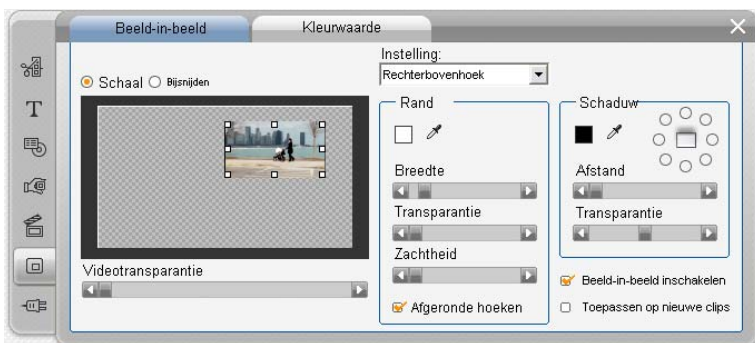 Beeld-in-beeld
Kleurwaarde
Instelling:
Rechterbovenhoek
Schaal
Bijsnijden
Videotransparantie
Rand
Breedte
Transparantie
Zachtheid
Afgeronde hoeken
Schaduw
Afstand
Transparantie
Beeld-in-beeld inschakelen
Toepassen op nieuwe clips
T